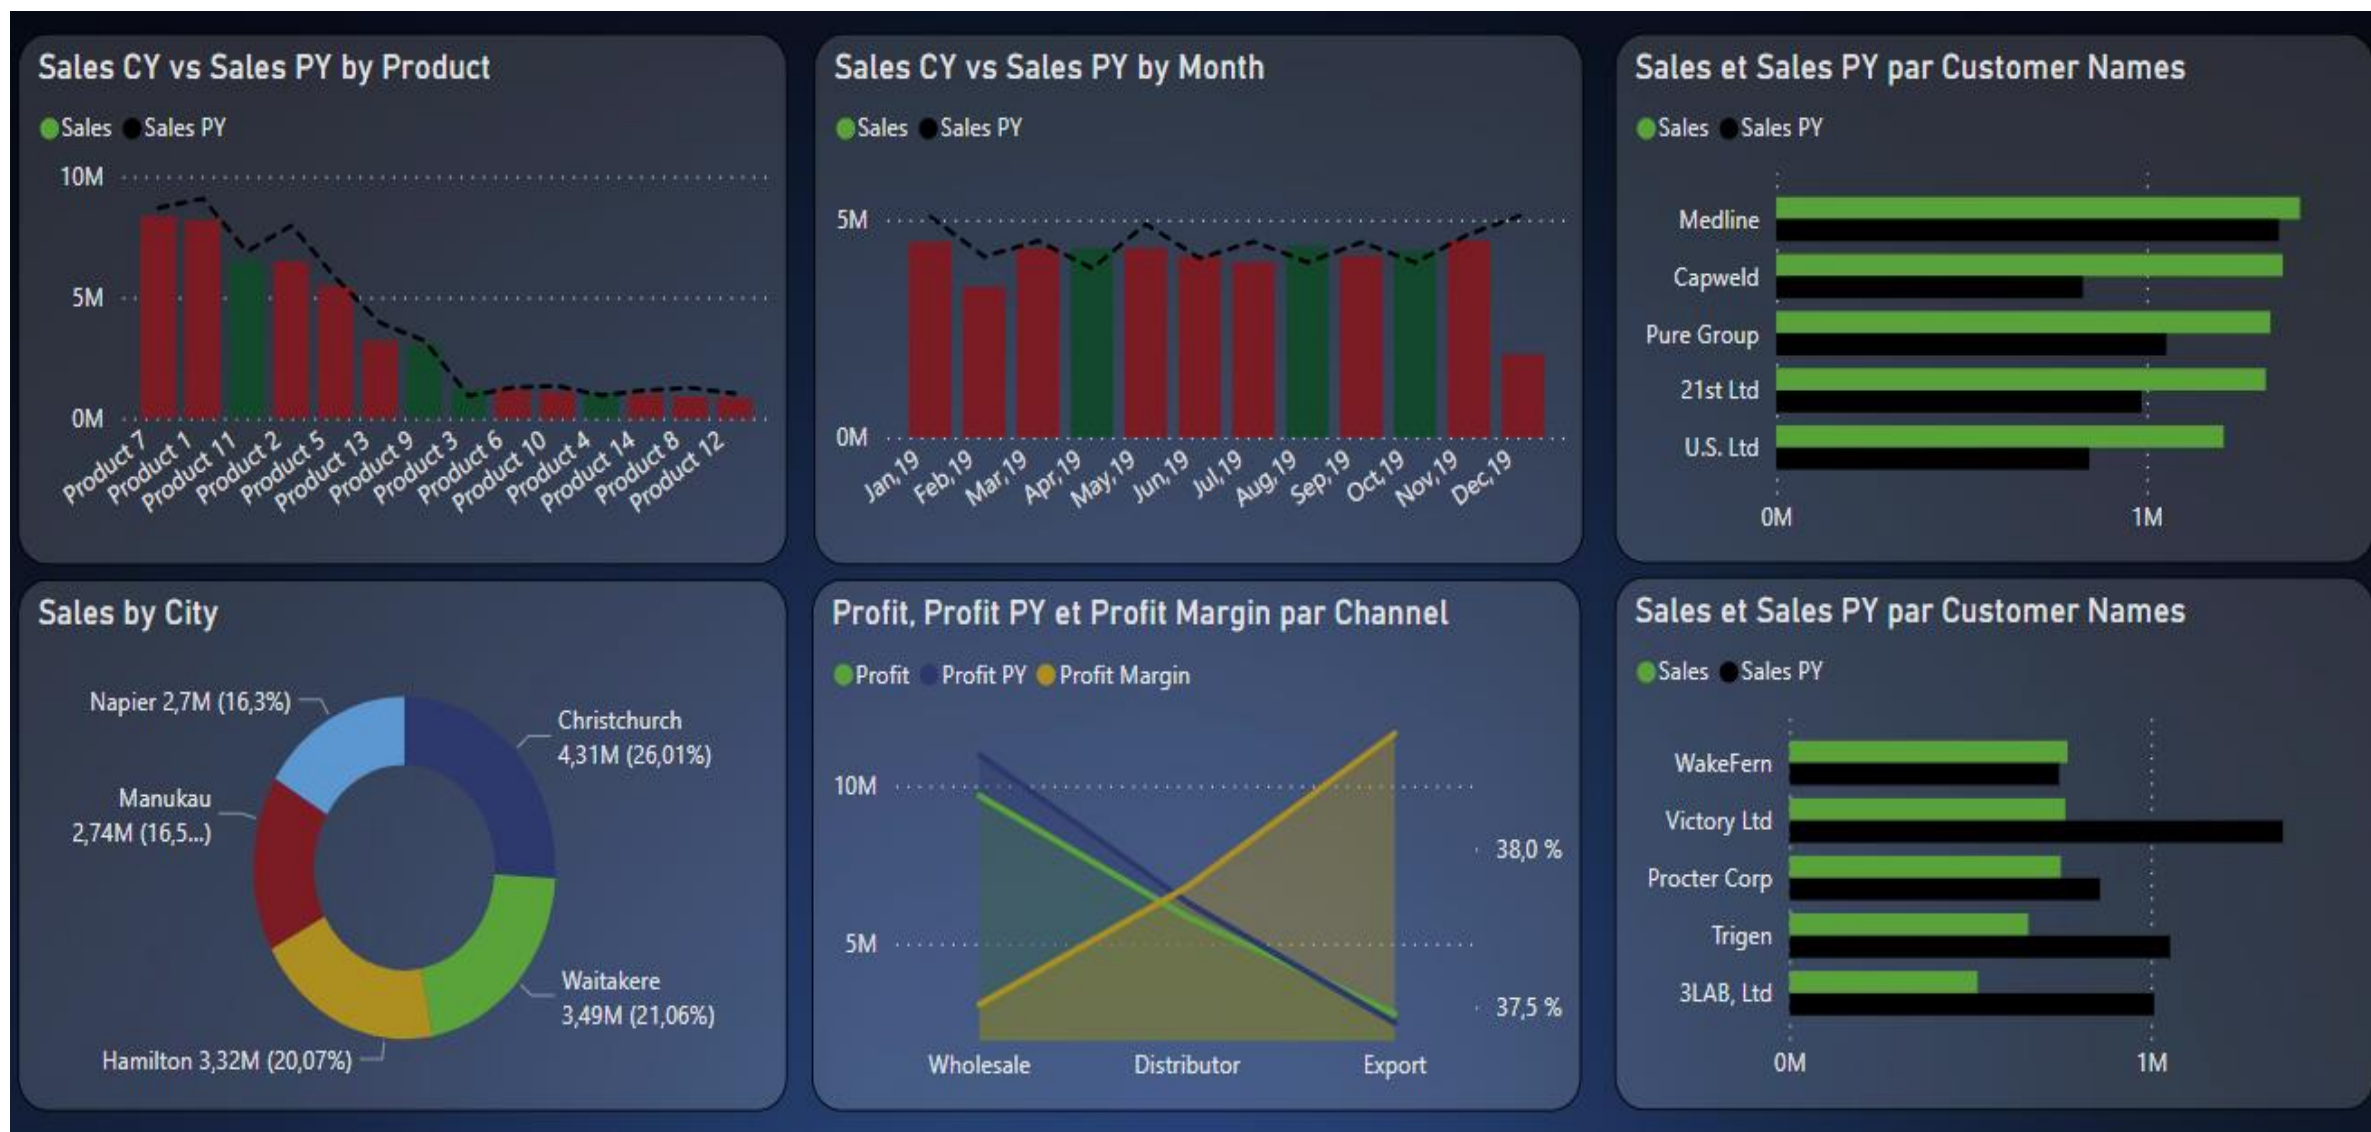 Sales CY vs Sales PY by Product
Sales Sales PY
10M
5M
0M
Product 7
Product 1
Product 11
Product 2
Product 5
Product 13
Product 9
Product 3
Product 6
Product 10
Product 4
Product 14
Product 8
Product 12
Sales CY vs Sales PY by Month
Sales Sales PY
5M
0M
Jan,19
Feb,19
Mar,19
Apr,19
May,19
Jun,19
Jul,19
Aug,19
Sep,19
Oct,19
Nov,19
Dec,19
Sales et Sales PY par Customer Names
Sales Sales PY
Medline
Capweld
Pure Group
21st Ltd
U.S. Ltd
0M 1M
Sales by City
Napier 2,7M (16,3%)
Christchurch
4,31M (26,01%)
Manukau
2,74M (16,5...)
Waitakere
3,49M (21,06%)
Hamilton 3,32M (20,07%)
Profit, Profit PY et Profit Margin par Channel
Profit Profit PY Profit Margin
10M
5M
38,0 %
37,5 %
Wholesale Distributor Export
Sales et Sales PY par Customer Names
Sales Sales PY
WakeFern
Victory Ltd
Procter Corp
Trigen
3LAB, Ltd
0M 1M